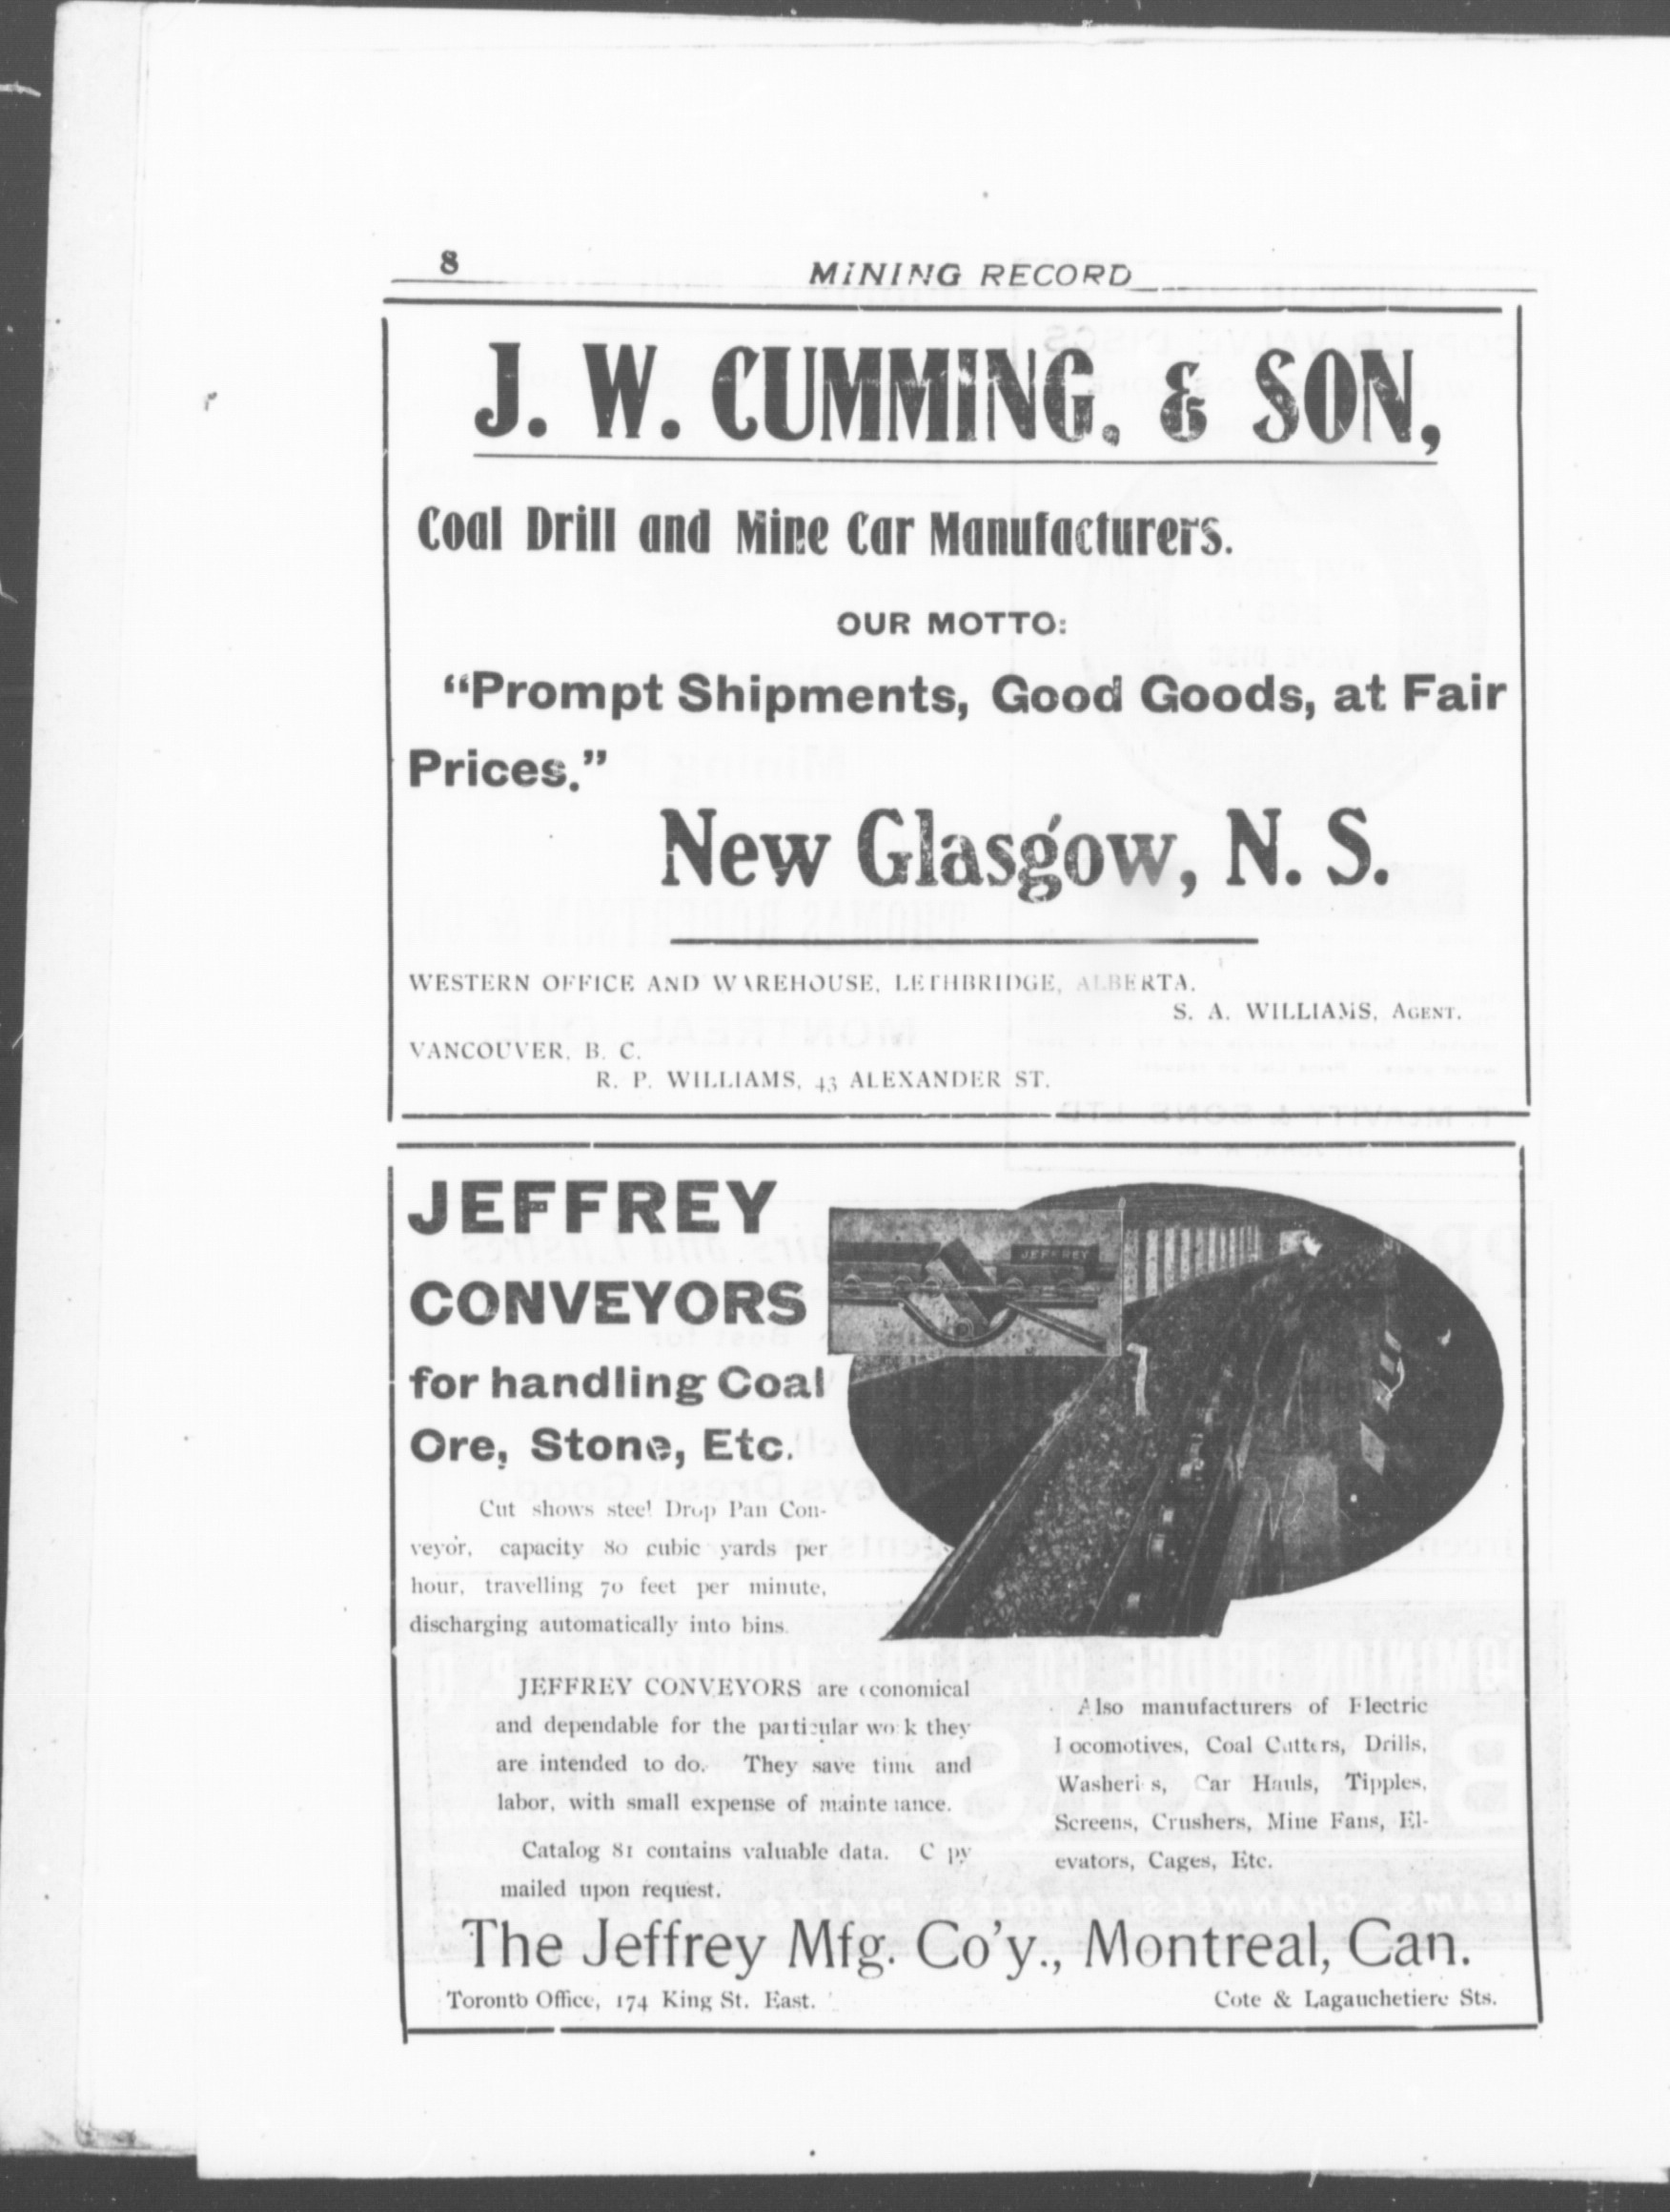 8
MINING RECORD
J. W. CUMMING, & SON,
Coal Drill and Mine Car Manufacturers.
OUR MOTTO:
“Prompt Shipments, Good Goods, at Fair
Prices.”
New Glasgow, N. S.
WESTERN OFFICE AND WAREHOUSE, LETHBRIDGE, ALBERTA.
S. A. WILLIAMS, AGENT.
VANCOUVER, B. C.
R. P. WILLIAMS, 43 ALEXANDER ST.
JEFFREY
CONVEYORS
for handling Coal
Ore, Stone, Etc.
JEFFREY
Cut shows steel Drop Pan Con-
veyor, capacity 80 cubic yards per
hour, travelling 70 feet per minute,
discharging automatically into bins.
JEFFREY CONVEYORS are economical
and dependable for the particular work they
are intended to do. They save time and
labor, with small expense of maintenance.
Catalog 81 contains valuable data. Copy
mailed upon request.
Also manufacturers of Electric
Locomotives, Coal Cutters, Drills,
Washeries, Car Hauls, Tipples,
Screens, Crushers, Mine Fans, El-
evators, Cages, Etc.
The Jeffrey Mfg. Co’y., Montreal, Can.
Toronto Office, 174 King St. East.
Cote & Lagauchetiere Sts.